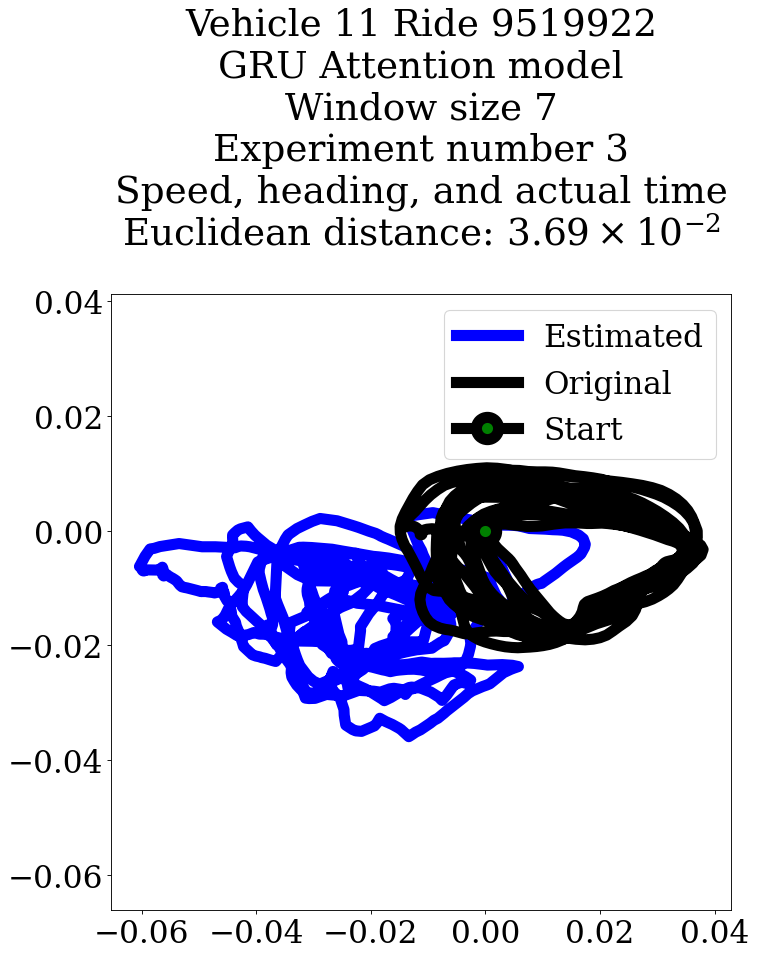 Vehicle 11 Ride 9519922
GRU Attention model
Window size 7
Experiment number 3
Speed, heading, and actual time
Euclidean distance: 3.69 × 10⁻²
0.04
0.02
0.00
−0.02
−0.04
−0.06
Estimated
Original
Start
−0.06 −0.04 −0.02 0.00 0.02 0.04